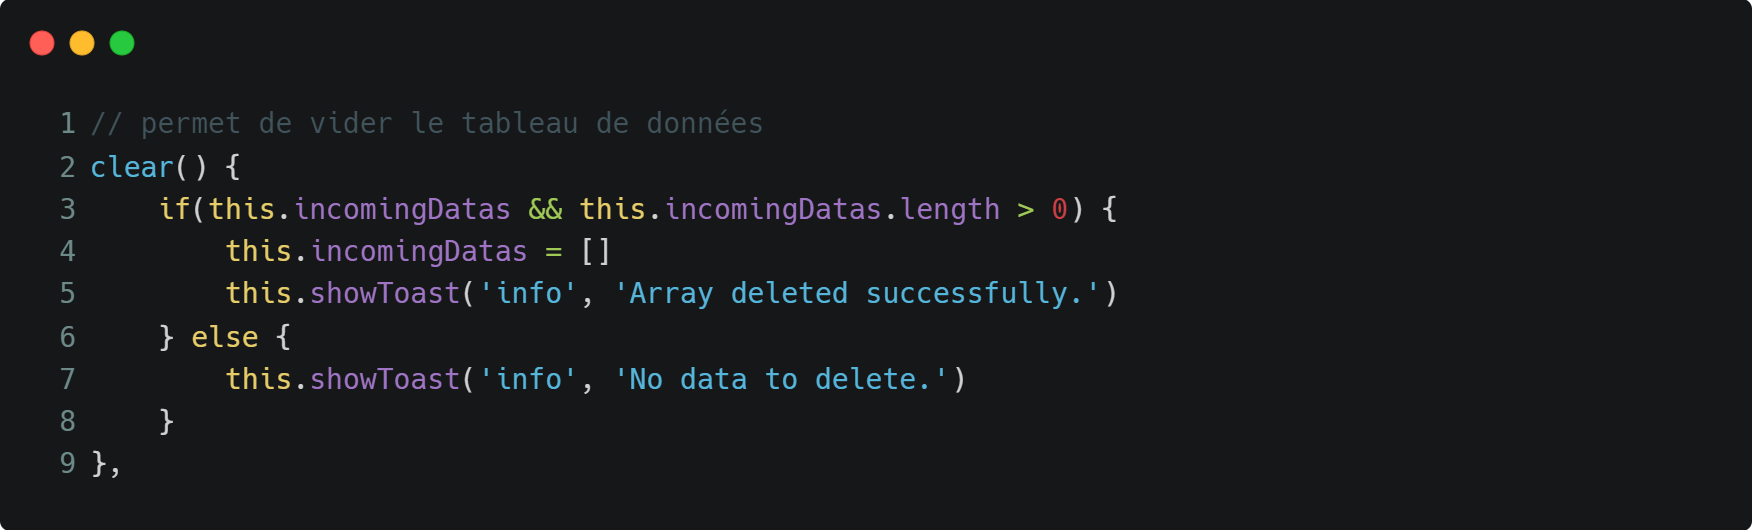 1 // permet de vider le tableau de données
2 clear() {
3     if(this.incomingDatas && this.incomingDatas.length > 0) {
4         this.incomingDatas = []
5         this.showToast('info', 'Array deleted successfully.')
6     } else {
7         this.showToast('info', 'No data to delete.')
8     }
9 },